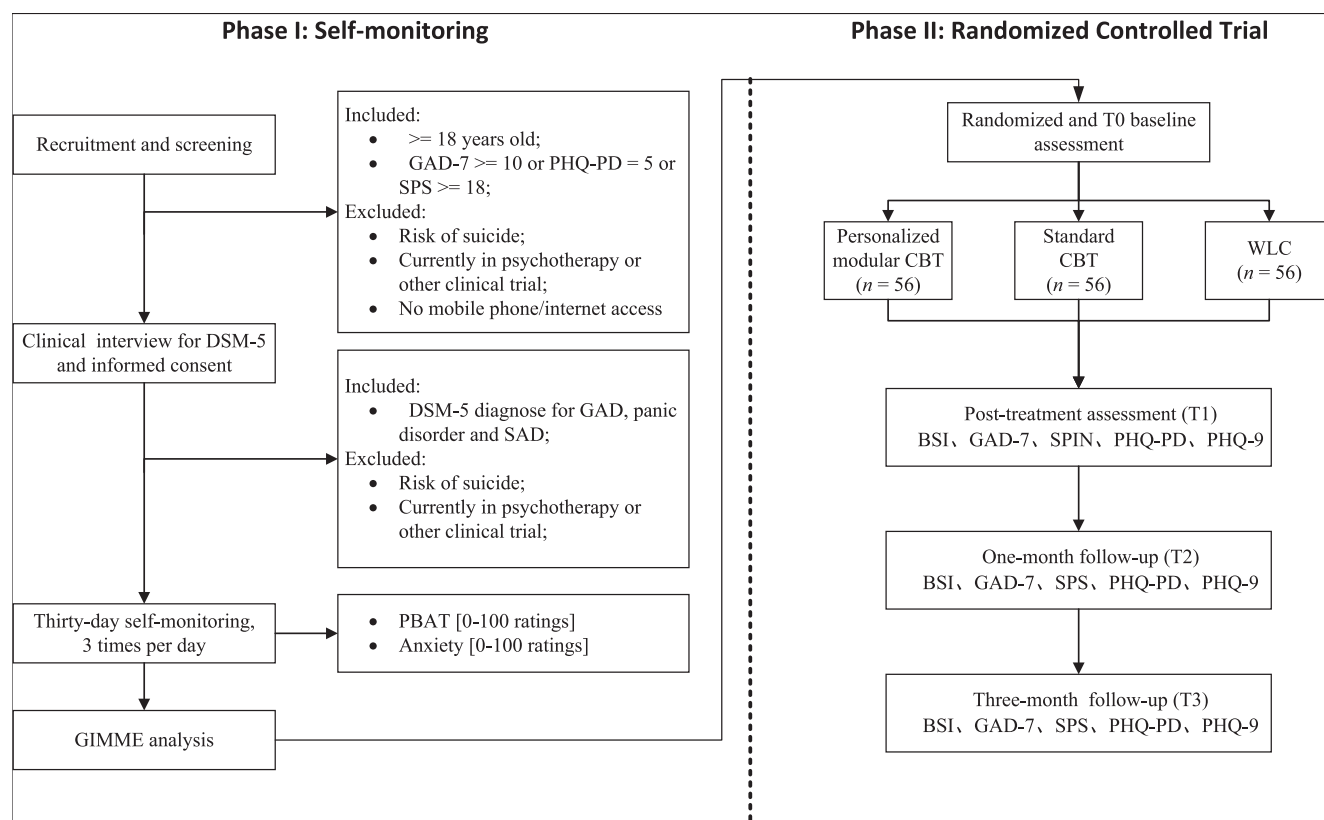 Phase I: Self-monitoring
Recruitment and screening
Included:
• >= 18 years old;
• GAD-7 >= 10 or PHQ-PD = 5 or
SPS >= 18;
Excluded:
• Risk of suicide;
• Currently in psychotherapy or
other clinical trial;
• No mobile phone/internet access
Clinical interview for DSM-5
and informed consent
Included:
• DSM-5 diagnose for GAD, panic
disorder and SAD;
Excluded:
• Risk of suicide;
• Currently in psychotherapy or
other clinical trial;
Thirty-day self-monitoring,
3 times per day
• PBAT [0-100 ratings]
• Anxiety [0-100 ratings]
GIMME analysis
Phase II: Randomized Controlled Trial
Randomized and T0 baseline
assessment
Personalized
modular CBT
(n = 56)
Standard
CBT
(n = 56)
WLC
(n = 56)
Post-treatment assessment (T1)
BSI、GAD-7、SPIN、PHQ-PD、PHQ-9
One-month follow-up (T2)
BSI、GAD-7、SPS、PHQ-PD、PHQ-9
Three-month follow-up (T3)
BSI、GAD-7、SPS、PHQ-PD、PHQ-9